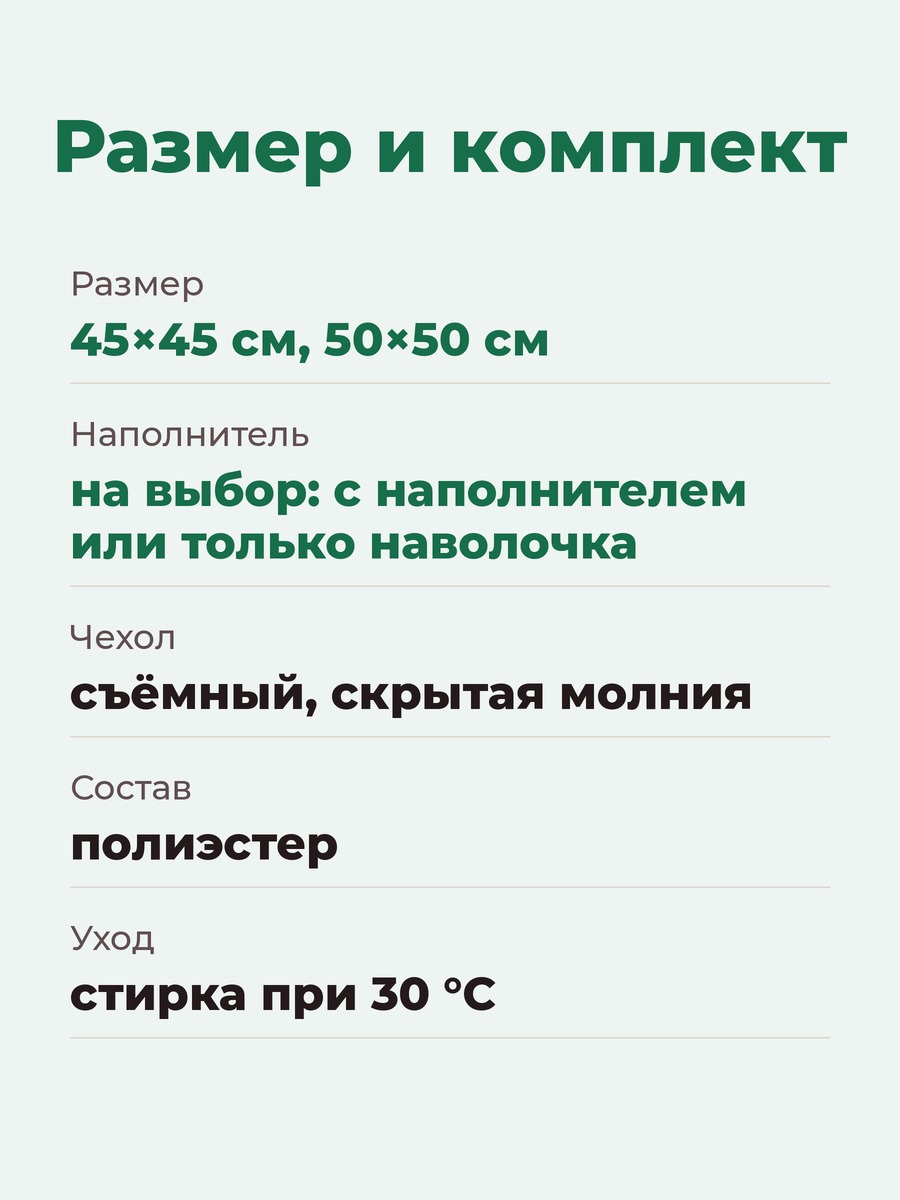 Размер и комплект
Размер
45×45 см, 50×50 см
Наполнитель
на выбор: с наполнителем
или только наволочка
Чехол
съёмный, скрытая молния
Состав
полиэстер
Уход
стирка при 30 °C